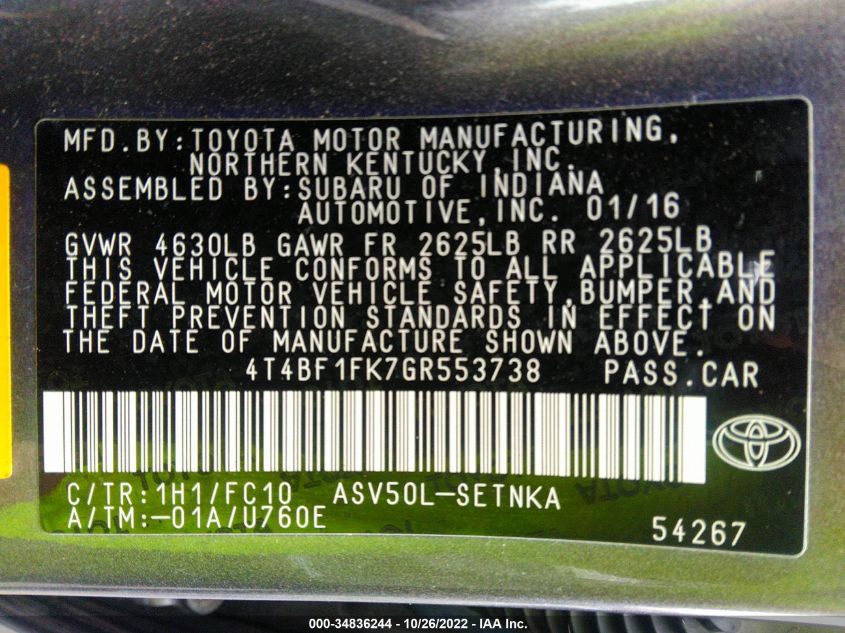 MFD.BY:TOYOTA MOTOR MANUFACTURING,
NORTHERN KENTUCKY,INC.
ASSEMBLED BY:SUBARU OF INDIANA
AUTOMOTIVE,INC. 01/16
GVWR 4630LB GAWR FR 2625LB RR 2625LB
THIS VEHICLE CONFORMS TO ALL APPLICABLE
FEDERAL MOTOR VEHICLE SAFETY,BUMPER,AND
THEFT PREVENTION STANDARDS IN EFFECT ON
THE DATE OF MANUFACTURE SHOWN ABOVE.
4T4BF1FK7GR553738 PASS.CAR
C/TR:1H1/FC10 ASV50L-SETNKA
A/TM:-01A/U760E
54267
000-34836244 - 10/26/2022 - IAA Inc.